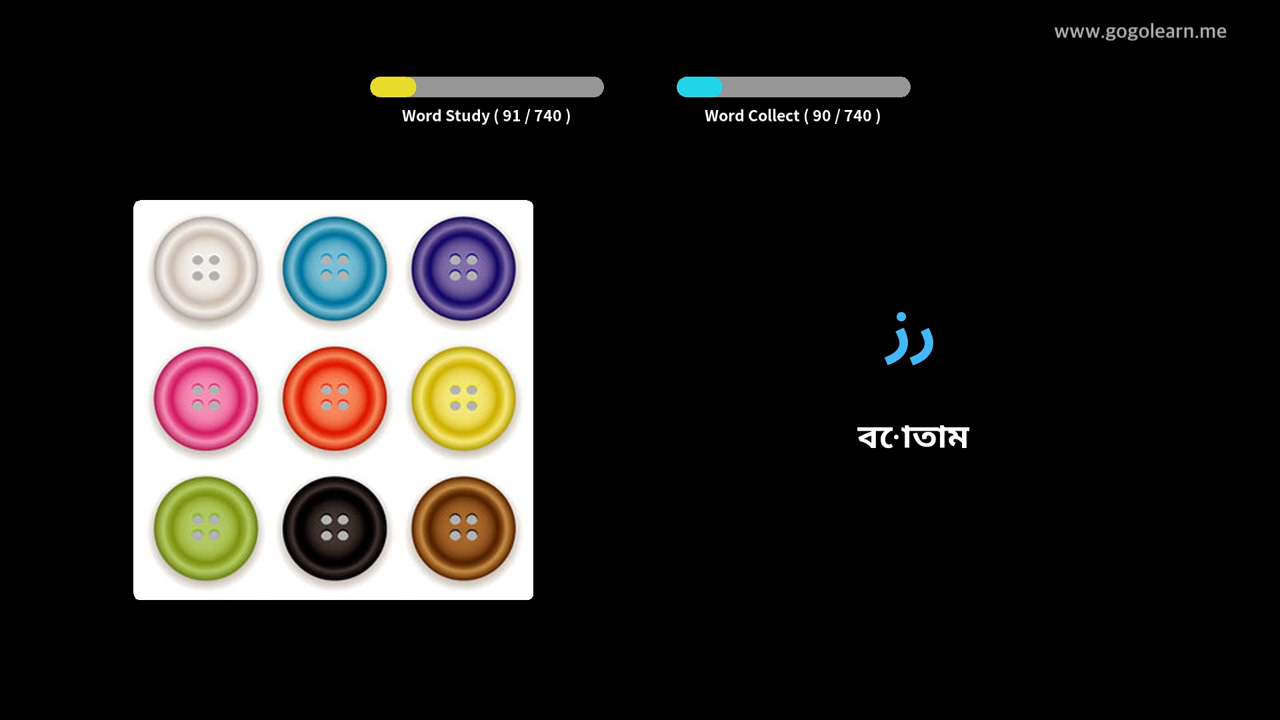 www.gogolearn.me
Word Study ( 91 / 740 )
Word Collect ( 90 / 740 )
رز
বে·াতাম